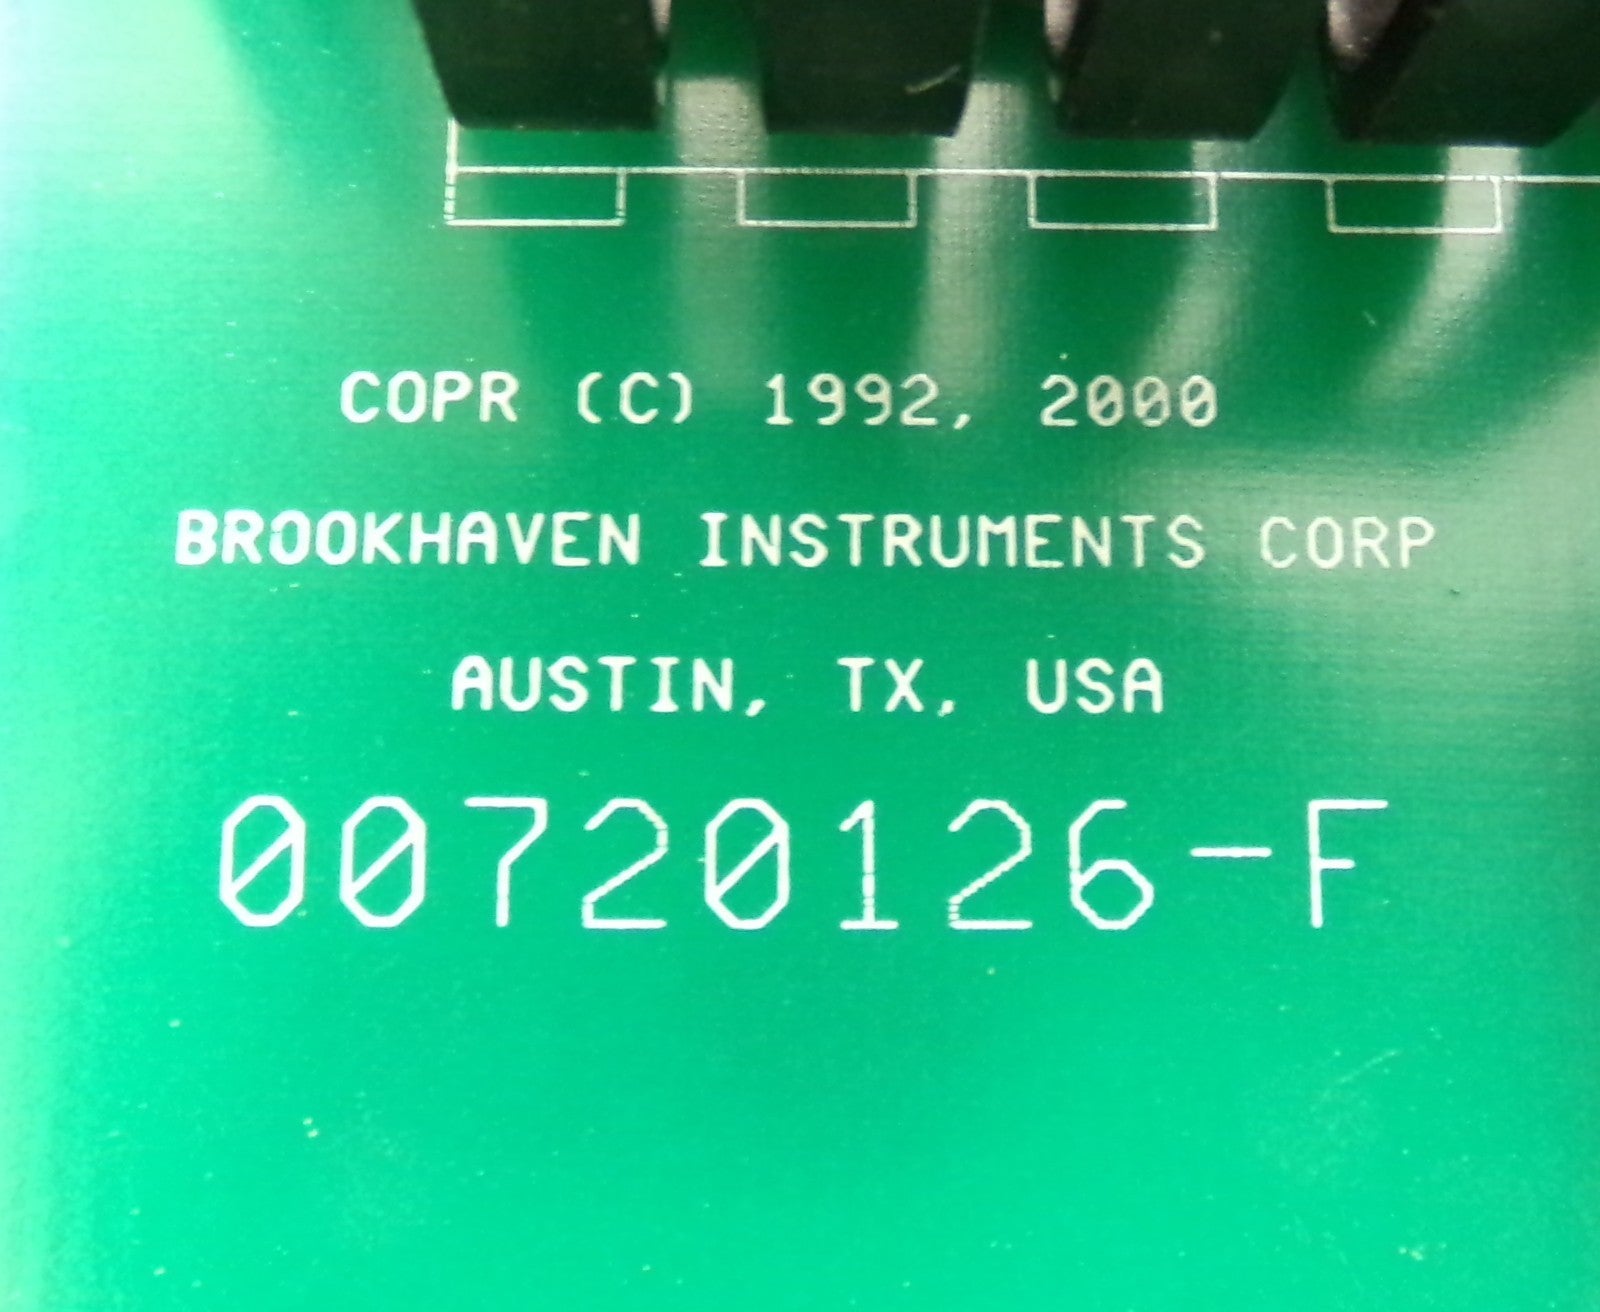 COPR (C) 1992, 2000
BROOKHAVEN INSTRUMENTS CORP
AUSTIN, TX, USA
00720126-F